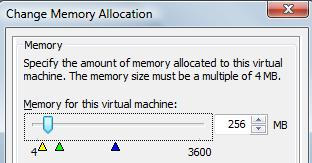 Change Memory Allocation
Memory
Specify the amount of memory allocated to this virtual
machine. The memory size must be a multiple of 4 MB.
Memory for this virtual machine:
256 MB
4 3600